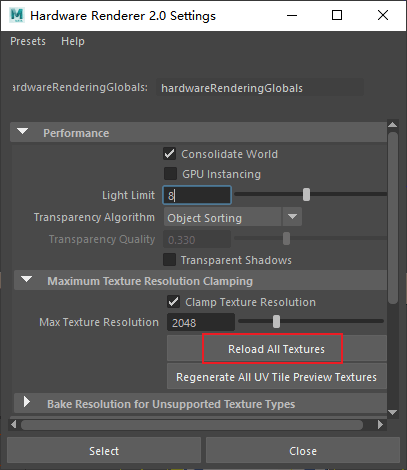 Hardware Renderer 2.0 Settings
Presets Help
ardwareRenderingGlobals: hardwareRenderingGlobals
Performance
Consolidate World
GPU Instancing
Light Limit 8
Transparency Algorithm Object Sorting
Transparency Quality 0.330
Transparent Shadows
Maximum Texture Resolution Clamping
Clamp Texture Resolution
Max Texture Resolution 2048
Reload All Textures
Regenerate All UV Tile Preview Textures
Bake Resolution for Unsupported Texture Types
Select Close